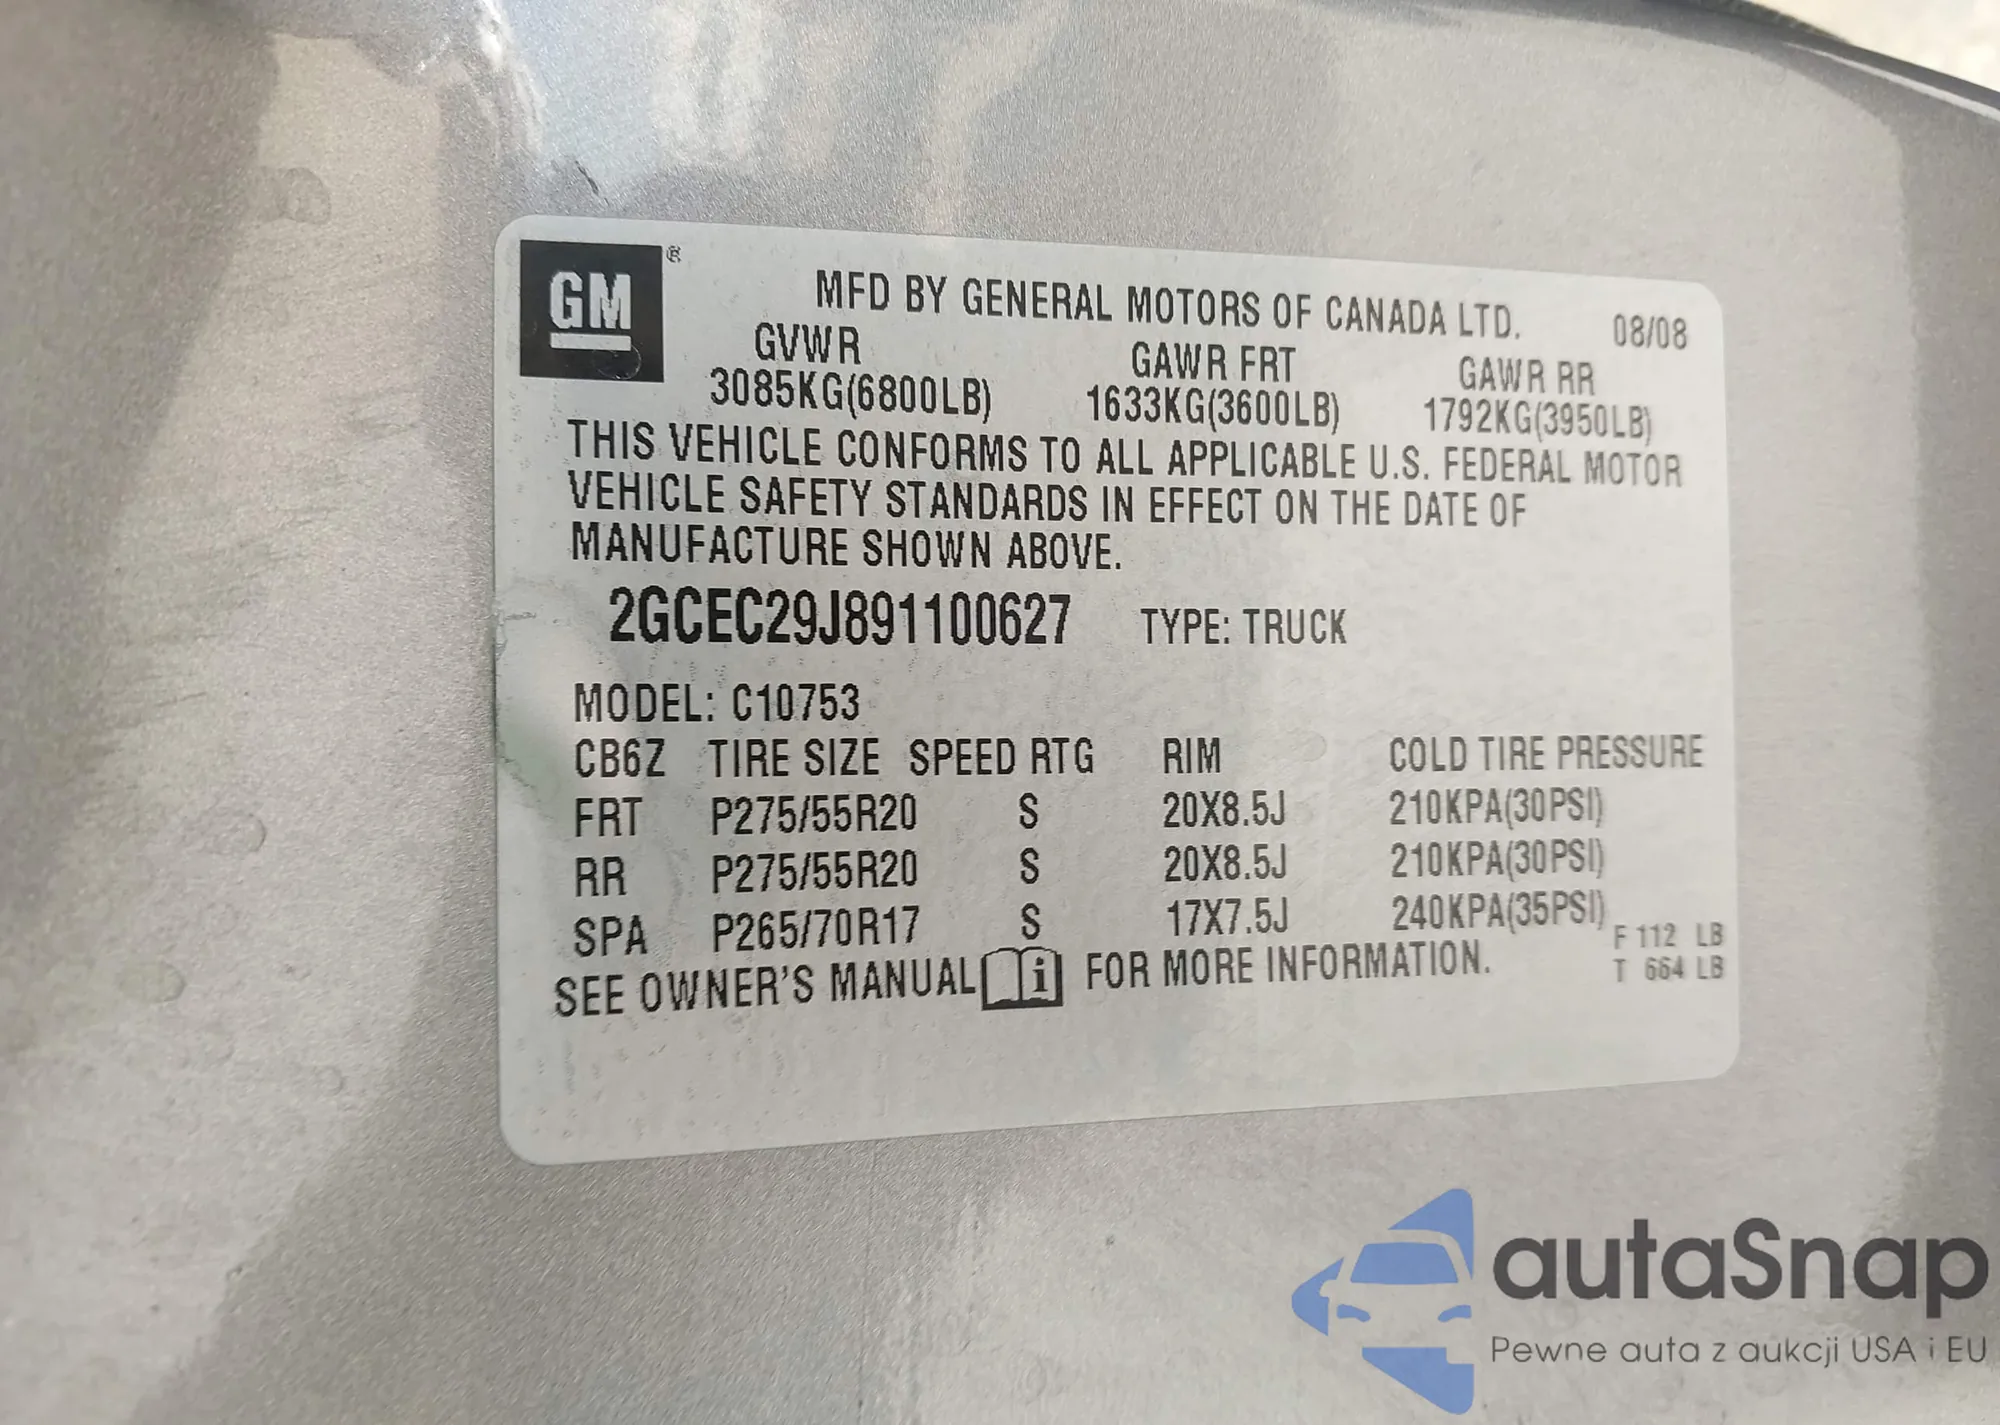 GM®
MFD BY GENERAL MOTORS OF CANADA LTD. 08/08
GVWR GAWR FRT GAWR RR
3085KG(6800LB) 1633KG(3600LB) 1792KG(3950LB)
THIS VEHICLE CONFORMS TO ALL APPLICABLE U.S. FEDERAL MOTOR
VEHICLE SAFETY STANDARDS IN EFFECT ON THE DATE OF
MANUFACTURE SHOWN ABOVE.
2GCEC29J891100627 TYPE: TRUCK
MODEL: C10753
CB6Z TIRE SIZE SPEED RTG RIM COLD TIRE PRESSURE
FRT P275/55R20 S 20X8.5J 210KPA(30PSI)
RR P275/55R20 S 20X8.5J 210KPA(30PSI)
SPA P265/70R17 S 17X7.5J 240KPA(35PSI)
SEE OWNER'S MANUAL i FOR MORE INFORMATION.
F 112 LB
T 664 LB
autaSnap
Pewne auta z aukcji USA i EU